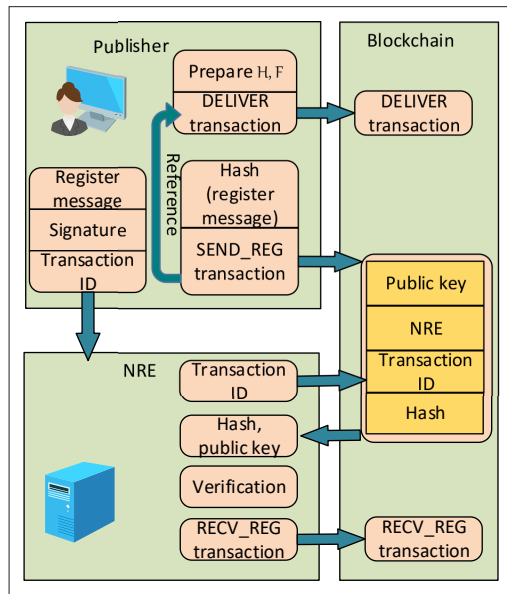 Publisher
Prepare H, F
DELIVER
transaction
Reference
Hash
(register
message)
SEND_REG
transaction
Register
message
Signature
Transaction
ID
Blockchain
DELIVER
transaction
Public key
NRE
Transaction
ID
Hash
NRE
Transaction
ID
Hash,
public key
Verification
RECV_REG
transaction
RECV_REG
transaction